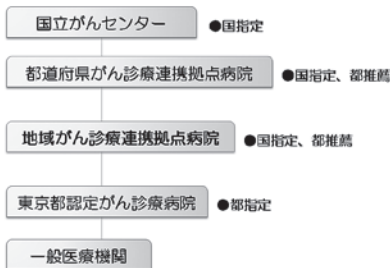 国立がんセンター ●国指定
都道府県がん診療連携拠点病院 ●国指定、都推薦
地域がん診療連携拠点病院 ●国指定、都推薦
東京都認定がん診療病院 ●都指定
一般医療機関